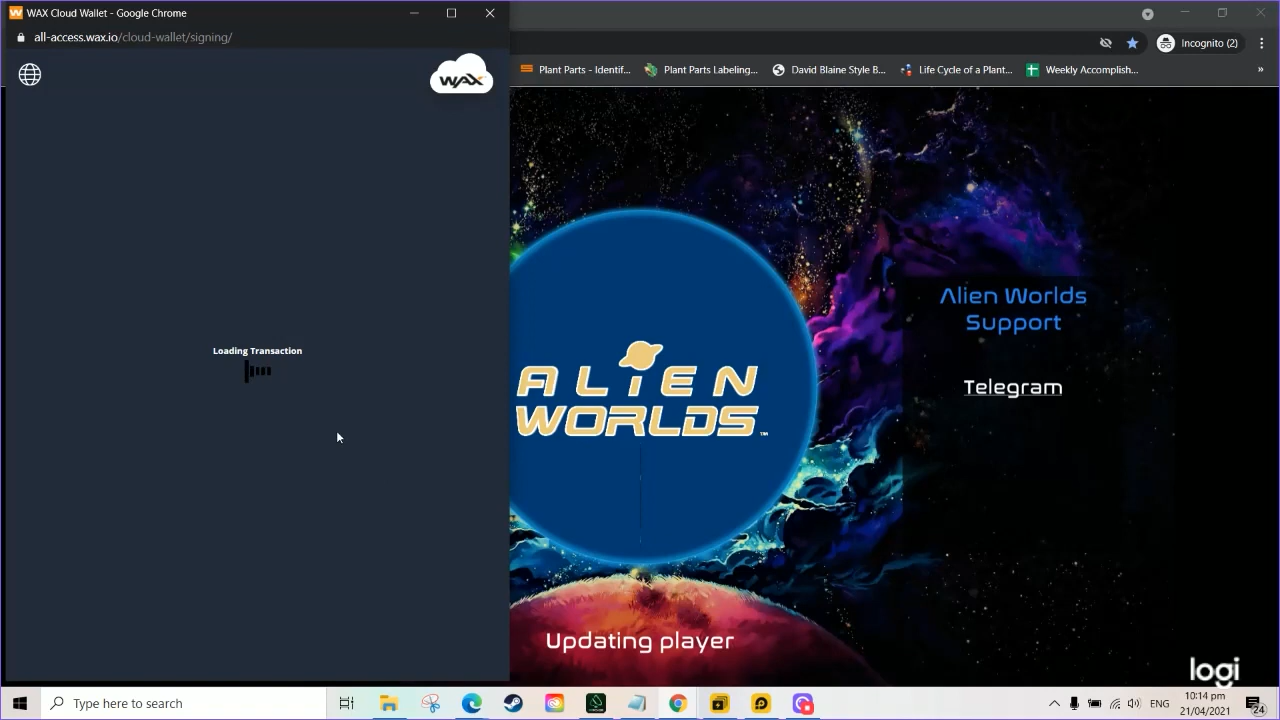 WAX Cloud Wallet - Google Chrome
all-access.wax.io/cloud-wallet/signing/
Incognito (2)
Plant Parts - Identif...
Plant Parts Labeling...
David Blaine Style B...
Life Cycle of a Plant...
Weekly Accomplish...
»
WAX
Loading Transaction
ALIEN
WORLDS™
Alien Worlds
Support
Telegram
Updating player
logi
Type here to search
ENG
10:14 pm
21/04/2021
24